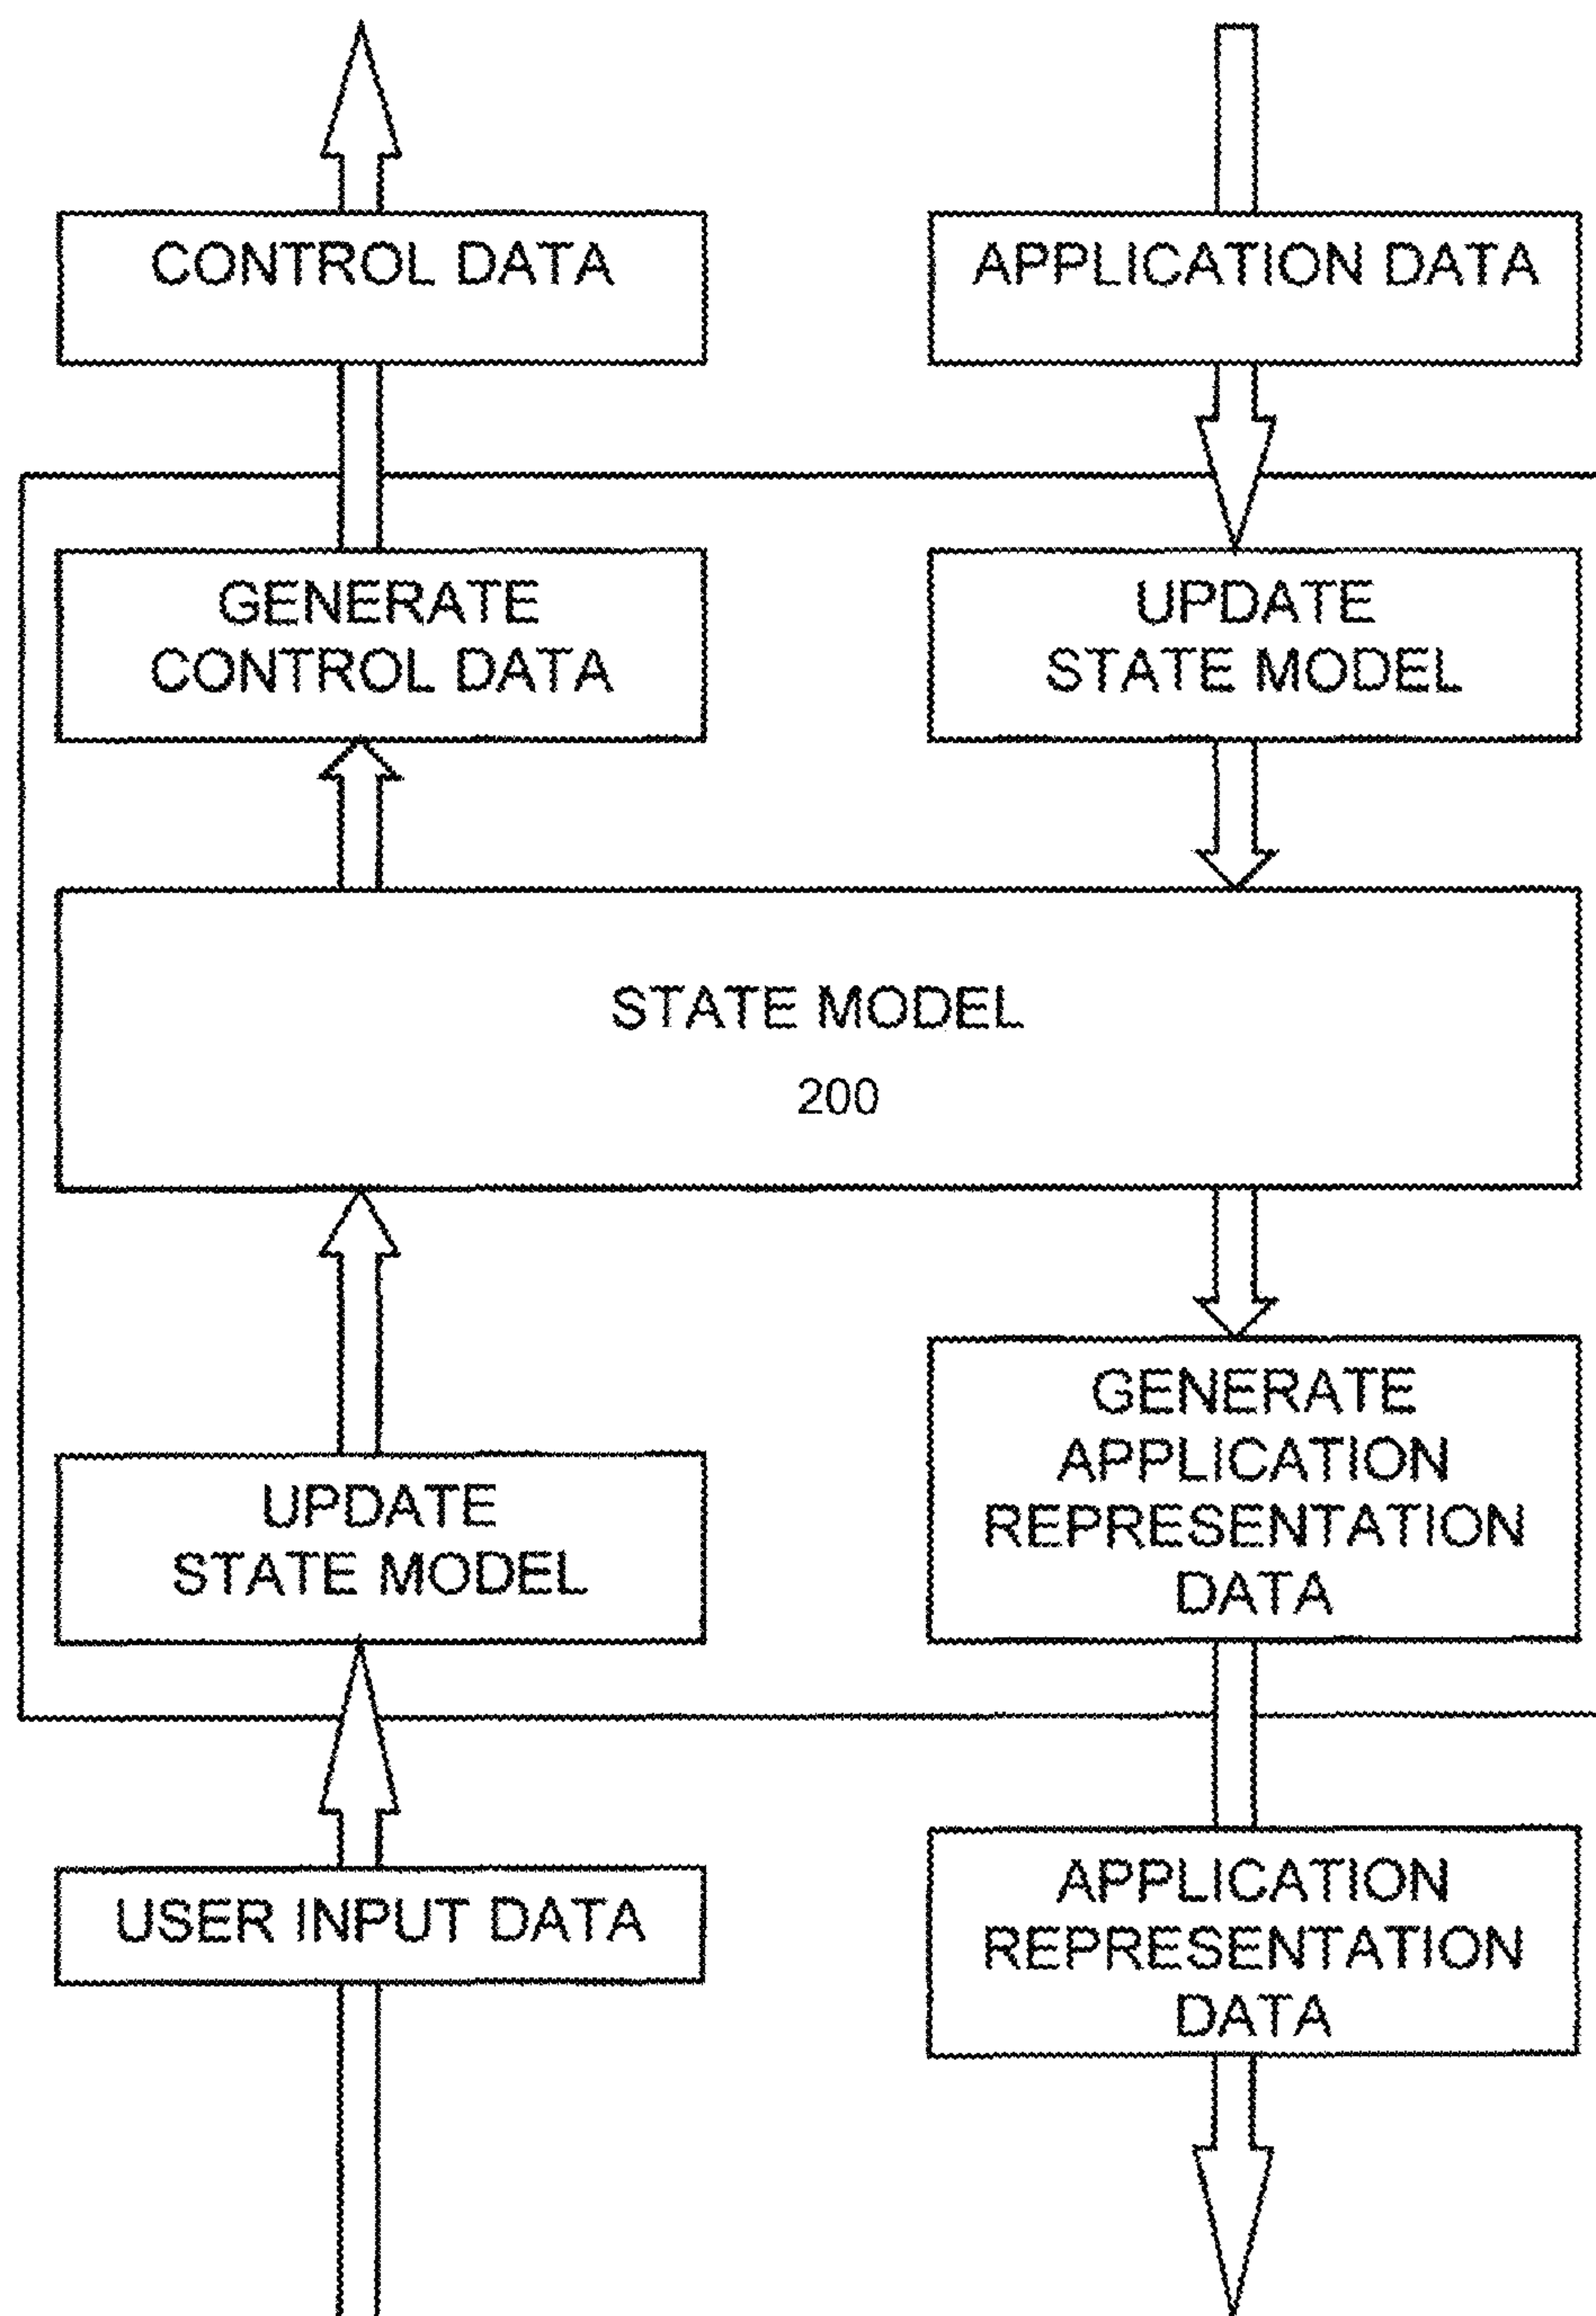 CONTROL DATA
APPLICATION DATA
GENERATE
CONTROL DATA
UPDATE
STATE MODEL
STATE MODEL
200
UPDATE
STATE MODEL
GENERATE
APPLICATION
REPRESENTATION
DATA
USER INPUT DATA
APPLICATION
REPRESENTATION
DATA